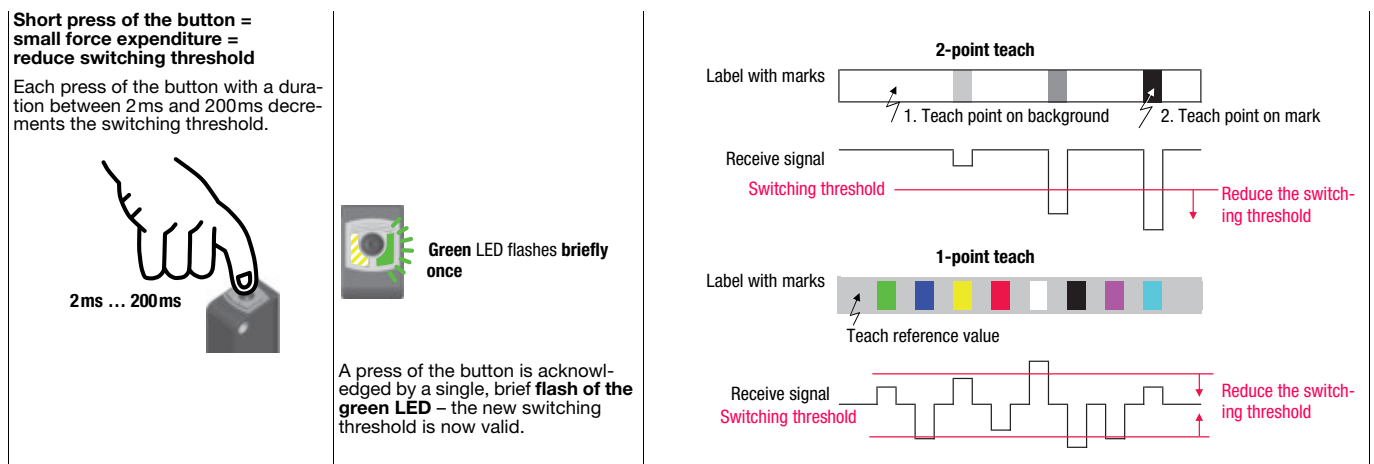 Short press of the button =
small force expenditure =
reduce switching threshold
Each press of the button with a dura-
tion between 2ms and 200ms decre-
ments the switching threshold.
2ms ... 200ms
Green LED flashes briefly
once
A press of the button is acknowl-
edged by a single, brief flash of the
green LED – the new switching
threshold is now valid.
2-point teach
Label with marks
1. Teach point on background
2. Teach point on mark
Receive signal
Switching threshold
Reduce the switch-
ing threshold
1-point teach
Label with marks
Teach reference value
Receive signal
Switching threshold
Reduce the switch-
ing threshold